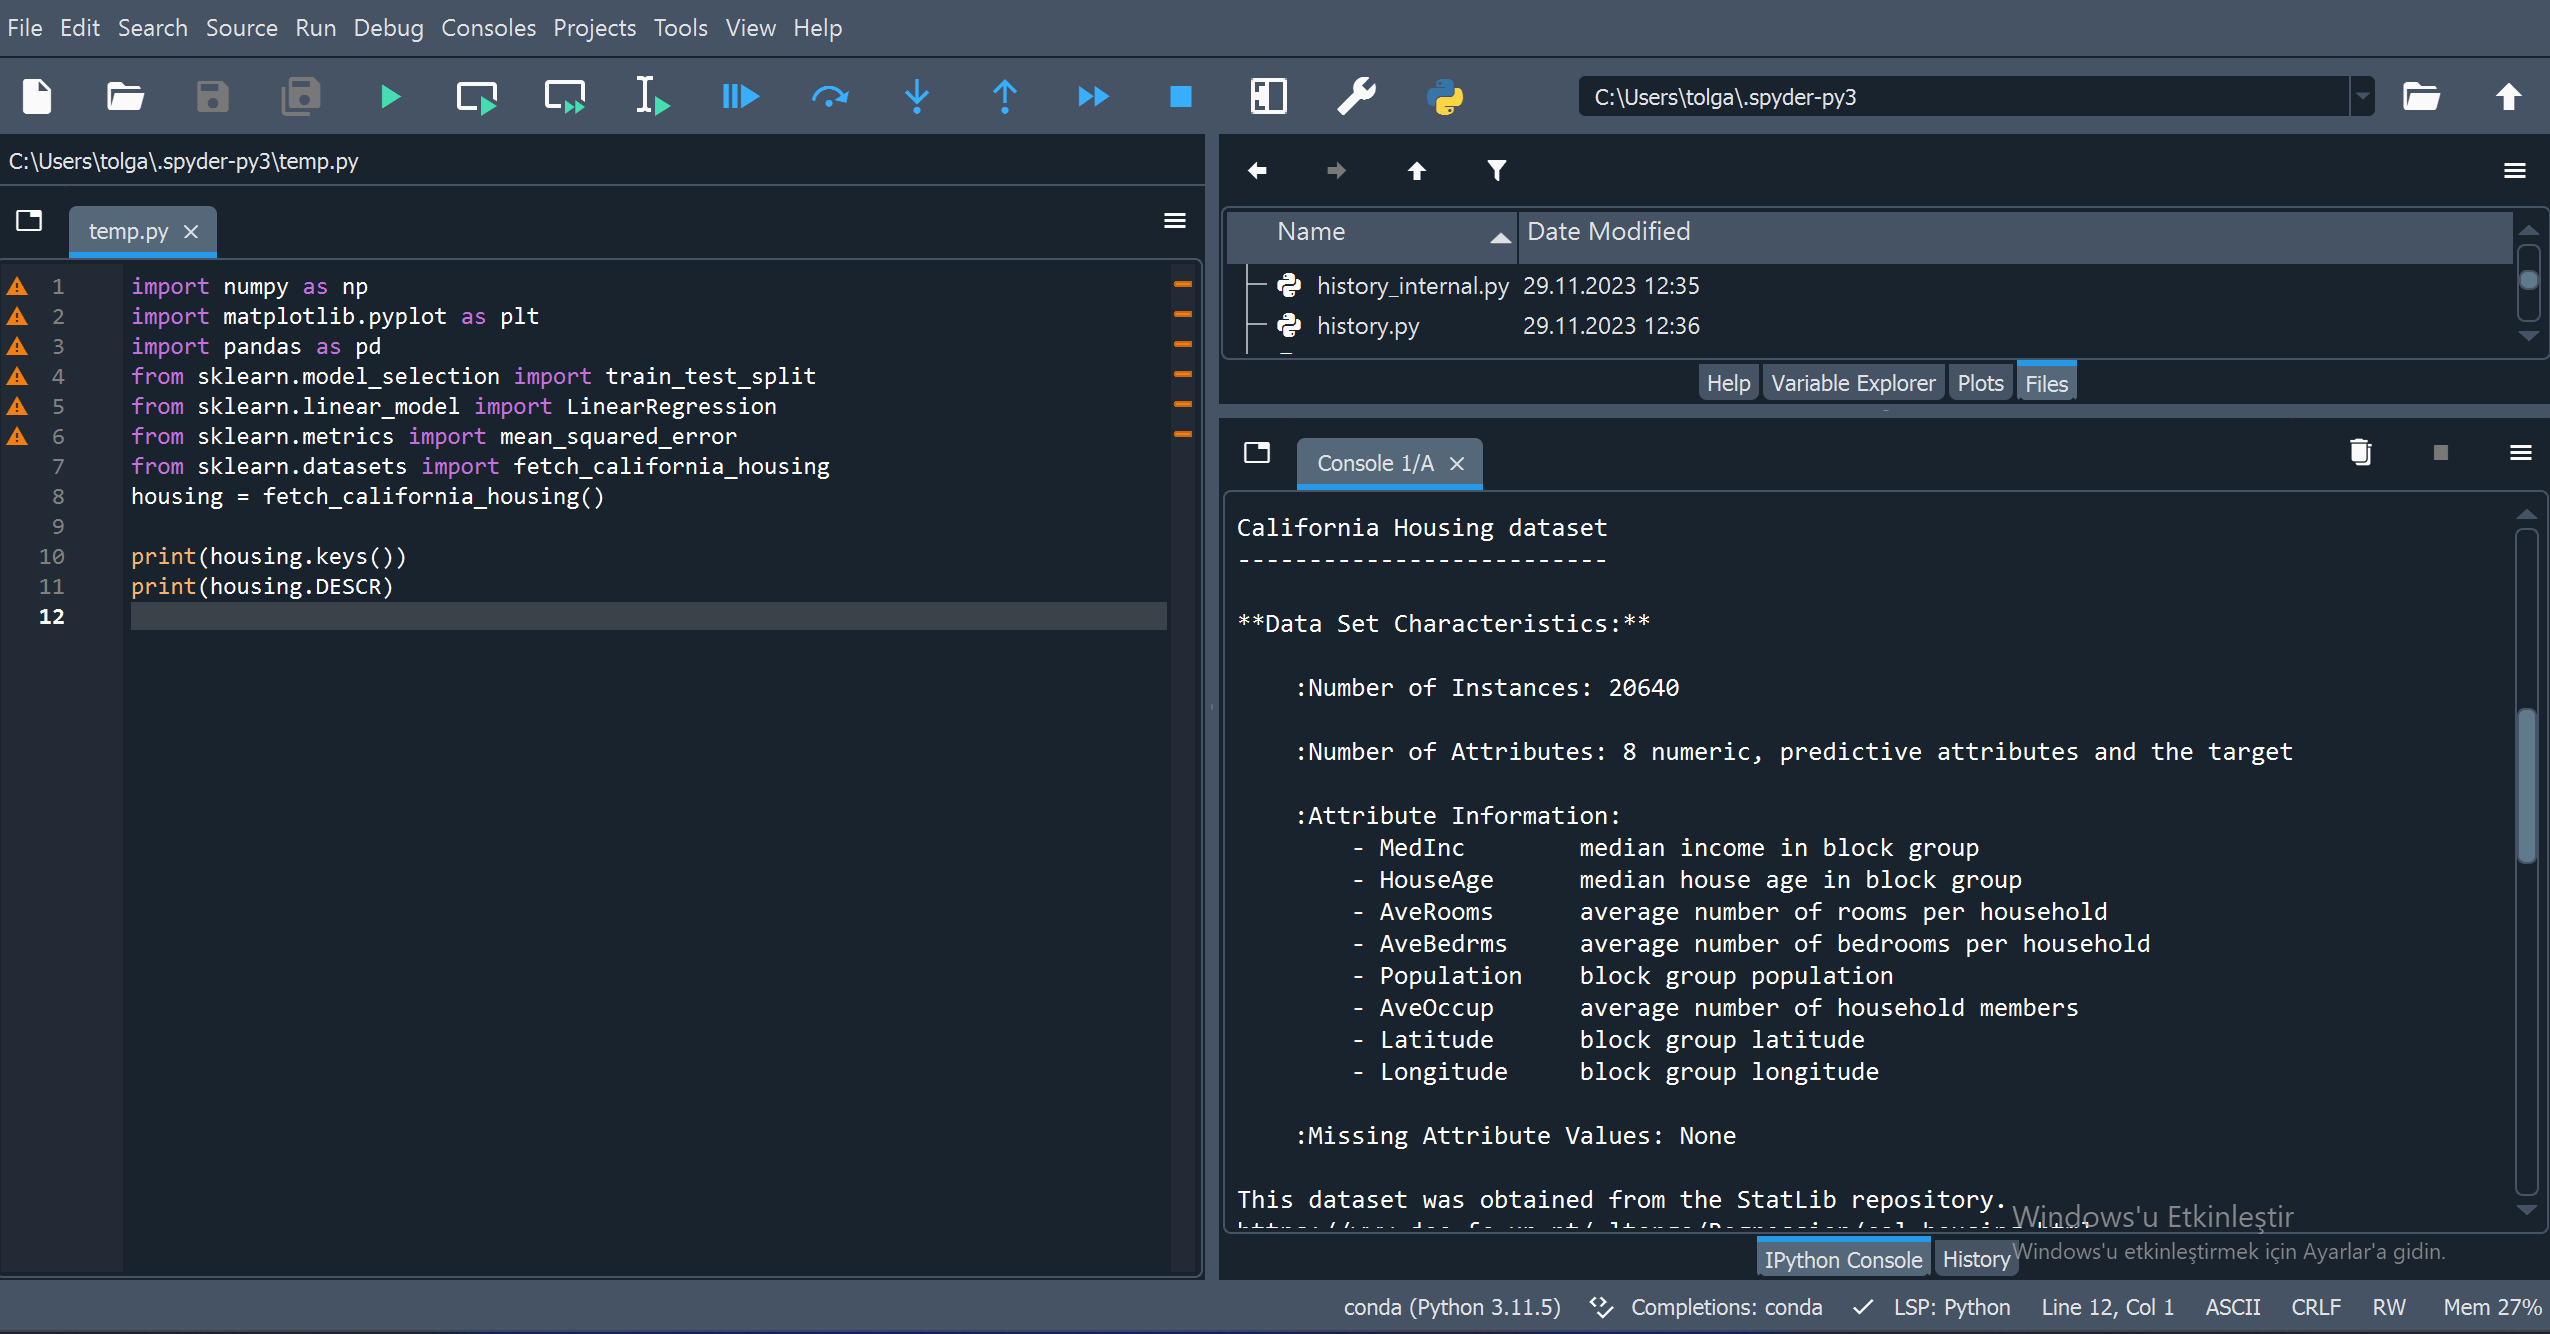 File Edit Search Source Run Debug Consoles Projects Tools View Help
C:\Users\tolga\.spyder-py3
C:\Users\tolga\.spyder-py3\temp.py
temp.py
1 import numpy as np
2 import matplotlib.pyplot as plt
3 import pandas as pd
4 from sklearn.model_selection import train_test_split
5 from sklearn.linear_model import LinearRegression
6 from sklearn.metrics import mean_squared_error
7 from sklearn.datasets import fetch_california_housing
8 housing = fetch_california_housing()
9
10 print(housing.keys())
11 print(housing.DESCR)
12
Name Date Modified
history_internal.py 29.11.2023 12:35
history.py 29.11.2023 12:36
Help Variable Explorer Plots Files
Console 1/A
California Housing dataset
--------------------------
**Data Set Characteristics:**
:Number of Instances: 20640
:Number of Attributes: 8 numeric, predictive attributes and the target
:Attribute Information:
- MedInc median income in block group
- HouseAge median house age in block group
- AveRooms average number of rooms per household
- AveBedrms average number of bedrooms per household
- Population block group population
- AveOccup average number of household members
- Latitude block group latitude
- Longitude block group longitude
:Missing Attribute Values: None
This dataset was obtained from the StatLib repository.
Windows'u Etkinleştir
Windows'u etkinleştirmek için Ayarlar'a gidin.
IPython Console History
conda (Python 3.11.5) Completions: conda LSP: Python Line 12, Col 1 ASCII CRLF RW Mem 27%